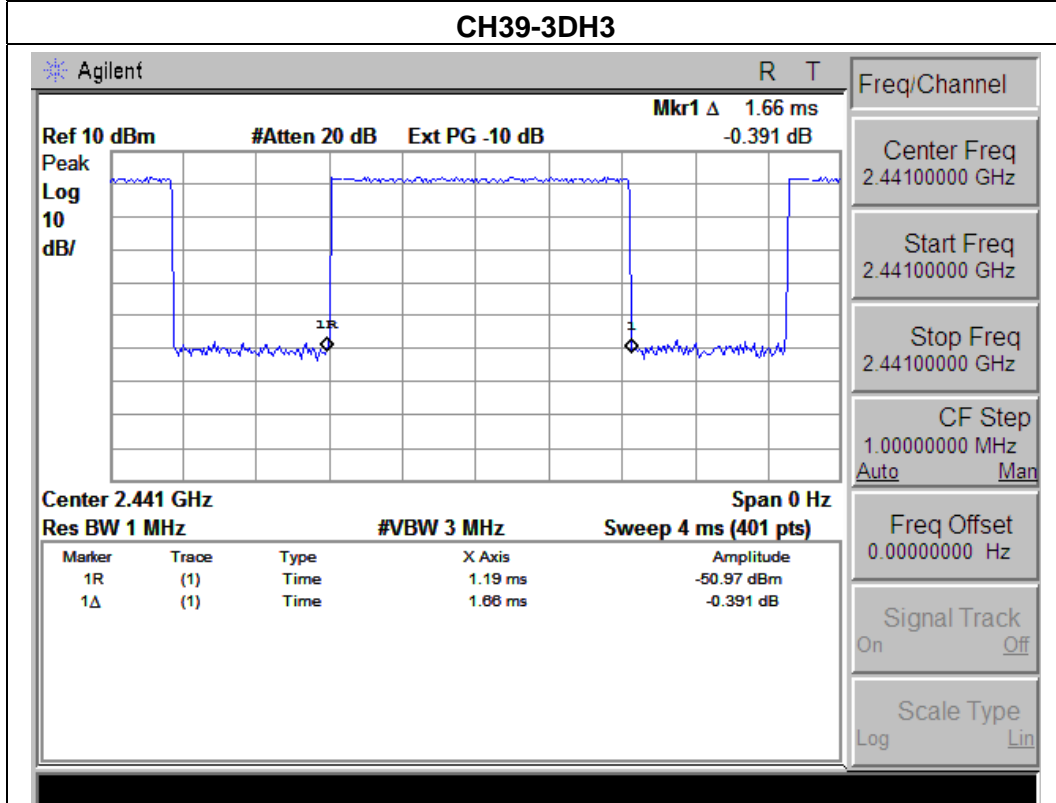 CH39-3DH3
Agilent R T
Mkr1 Δ 1.66 ms
Ref 10 dBm #Atten 20 dB Ext PG -10 dB -0.391 dB
Peak
Log
10
dB/
1R
1
Center 2.441 GHz Span 0 Hz
Res BW 1 MHz #VBW 3 MHz Sweep 4 ms (401 pts)
Marker Trace Type X Axis Amplitude
1R (1) Time 1.19 ms -50.97 dBm
1Δ (1) Time 1.66 ms -0.391 dB
Freq/Channel
Center Freq
2.44100000 GHz
Start Freq
2.44100000 GHz
Stop Freq
2.44100000 GHz
CF Step
1.00000000 MHz
Auto Man
Freq Offset
0.00000000 Hz
Signal Track
On Off
Scale Type
Log Lin